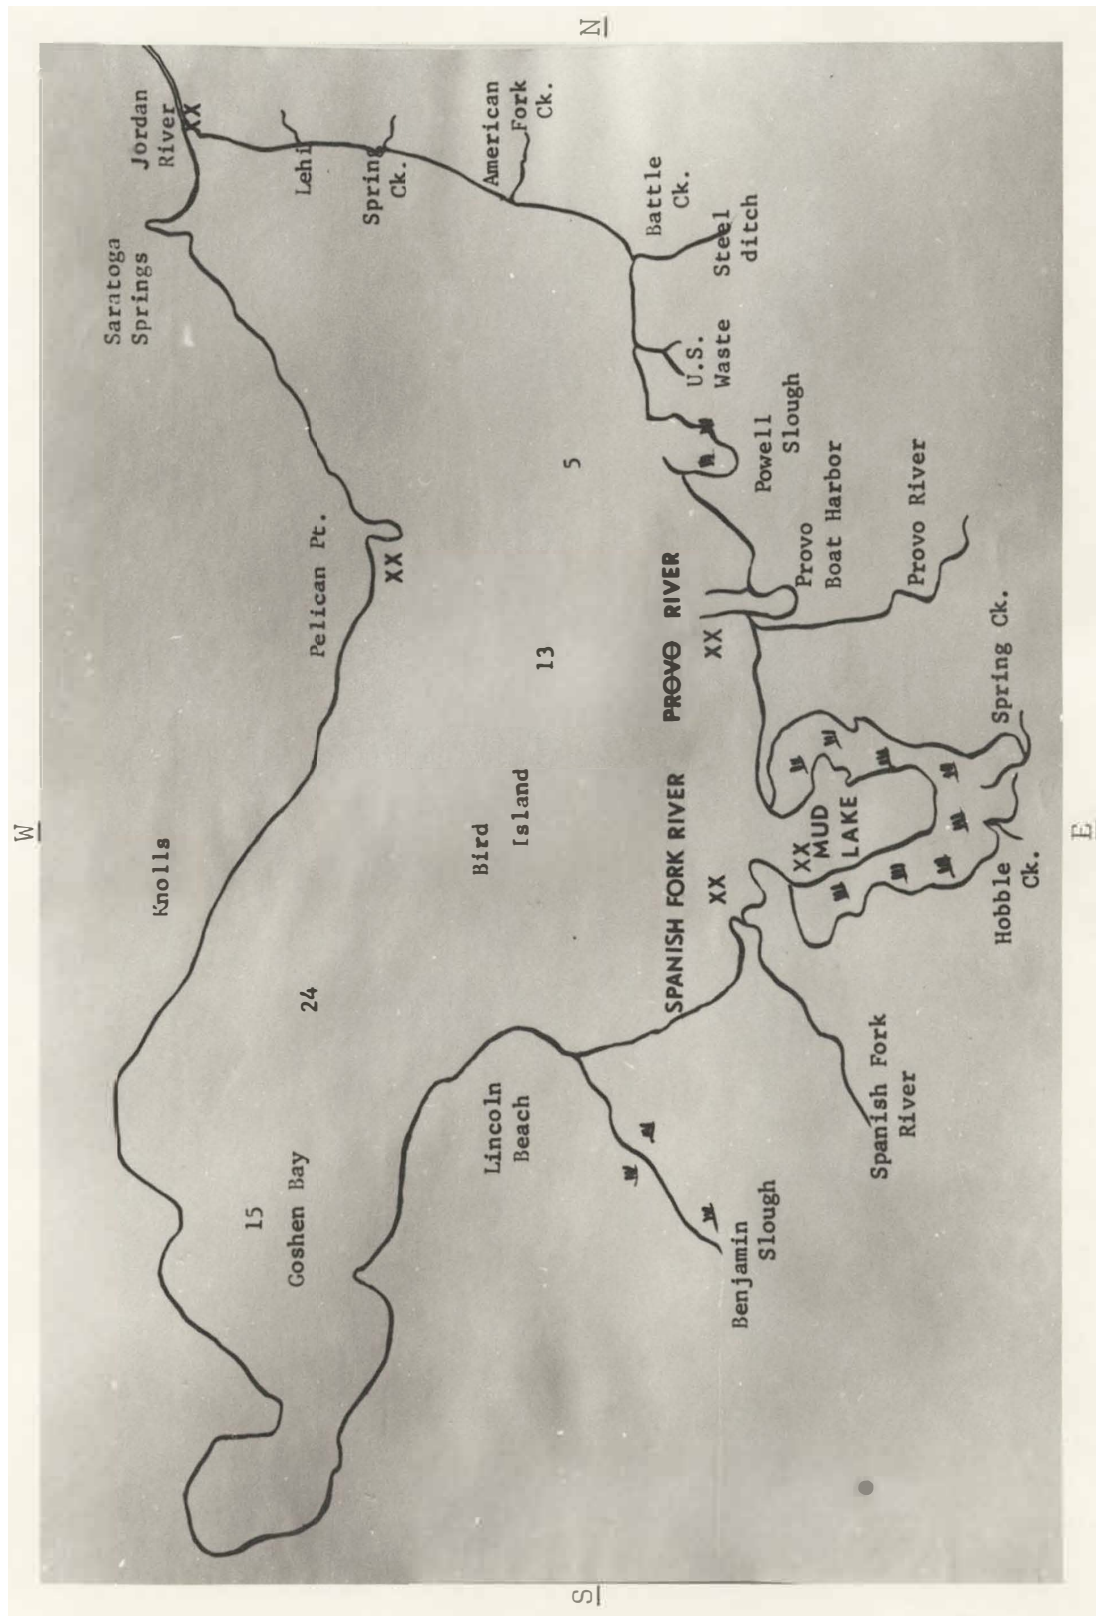 N
W
E
S
Jordan
River
XX
Saratoga
Springs
Lehi
Spring
Ck.
American
Fork
Ck.
Battle
Ck.
Steel
ditch
U.S.
Waste
Powell
Slough
Provo
Boat Harbor
Provo River
5
Pelican Pt.
XX
13
PROVO RIVER
XX
Spring Ck.
Knolls
Bird
Island
SPANISH FORK RIVER
XX
XX
MUD
LAKE
Hobble
Ck.
24
Lincoln
Beach
Spanish Fork
River
15
Goshen Bay
Benjamin
Slough